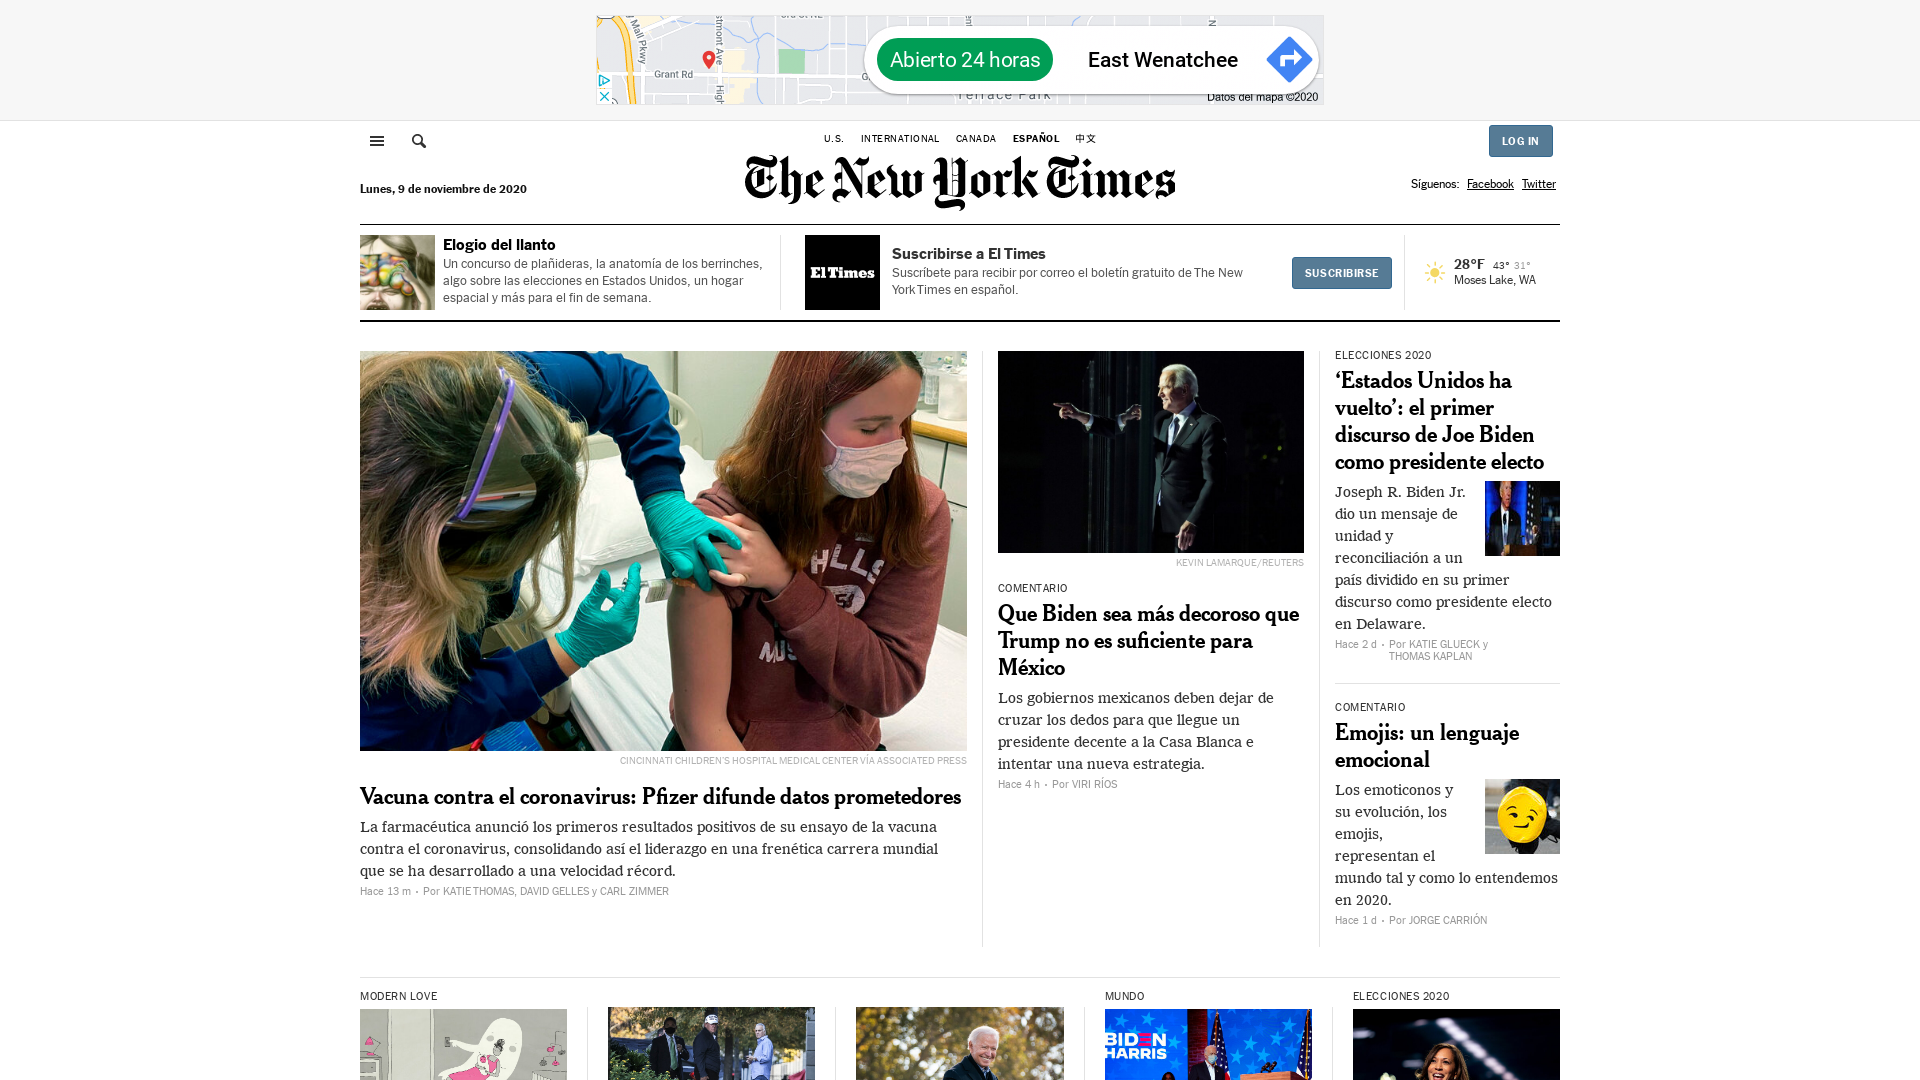 Mall Pkwy
Grant Rd
Abierto 24 horas
East Wenatchee
Terrace Park
Datos del mapa ©2020
U.S.
INTERNATIONAL
CANADA
ESPAÑOL
中文
LOG IN
The New York Times
Lunes, 9 de noviembre de 2020
Síguenos: Facebook Twitter
Elogio del llanto
Un concurso de plañideras, la anatomía de los berrinches,
algo sobre las elecciones en Estados Unidos, un hogar
espacial y más para el fin de semana.
El Times
Suscribirse a El Times
Suscríbete para recibir por correo el boletín gratuito de The New
York Times en español.
SUSCRIBIRSE
28°F 43° 31°
Moses Lake, WA
CINCINNATI CHILDREN'S HOSPITAL MEDICAL CENTER VÍA ASSOCIATED PRESS
Vacuna contra el coronavirus: Pfizer difunde datos prometedores
La farmacéutica anunció los primeros resultados positivos de su ensayo de la vacuna
contra el coronavirus, consolidando así el liderazgo en una frenética carrera mundial
que se ha desarrollado a una velocidad récord.
Hace 13 m • Por KATIE THOMAS, DAVID GELLES y CARL ZIMMER
KEVIN LAMARQUE/REUTERS
COMENTARIO
Que Biden sea más decoroso que
Trump no es suficiente para
México
Los gobiernos mexicanos deben dejar de
cruzar los dedos para que llegue un
presidente decente a la Casa Blanca e
intentar una nueva estrategia.
Hace 4 h • Por VIRI RÍOS
ELECCIONES 2020
‘Estados Unidos ha
vuelto’: el primer
discurso de Joe Biden
como presidente electo
Joseph R. Biden Jr.
dio un mensaje de
unidad y
reconciliación a un
país dividido en su primer
discurso como presidente electo
en Delaware.
Hace 2 d • Por KATIE GLUECK y
THOMAS KAPLAN
COMENTARIO
Emojis: un lenguaje
emocional
Los emoticonos y
su evolución, los
emojis,
representan el
mundo tal y como lo entendemos
en 2020.
Hace 1 d • Por JORGE CARRIÓN
MODERN LOVE
MUNDO
BIDEN
HARRIS
ELECCIONES 2020